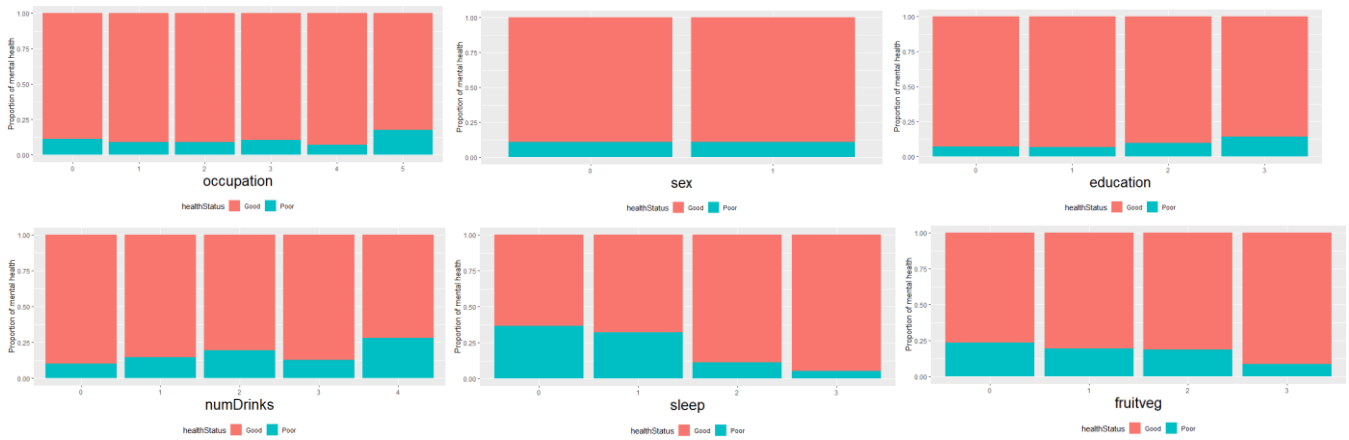 Proportion of mental health
1.00
0.75
0.50
0.25
0.00
0 1 2 3 4 5
occupation
healthStatus Good Poor
Proportion of mental health
1.00
0.75
0.50
0.25
0.00
0 1
sex
healthStatus Good Poor
Proportion of mental health
1.00
0.75
0.50
0.25
0.00
0 1 2 3
education
healthStatus Good Poor
Proportion of mental health
1.00
0.75
0.50
0.25
0.00
0 1 2 3 4
numDrinks
healthStatus Good Poor
Proportion of mental health
1.00
0.75
0.50
0.25
0.00
0 1 2 3
sleep
healthStatus Good Poor
Proportion of mental health
1.00
0.75
0.50
0.25
0.00
0 1 2 3
fruitveg
healthStatus Good Poor